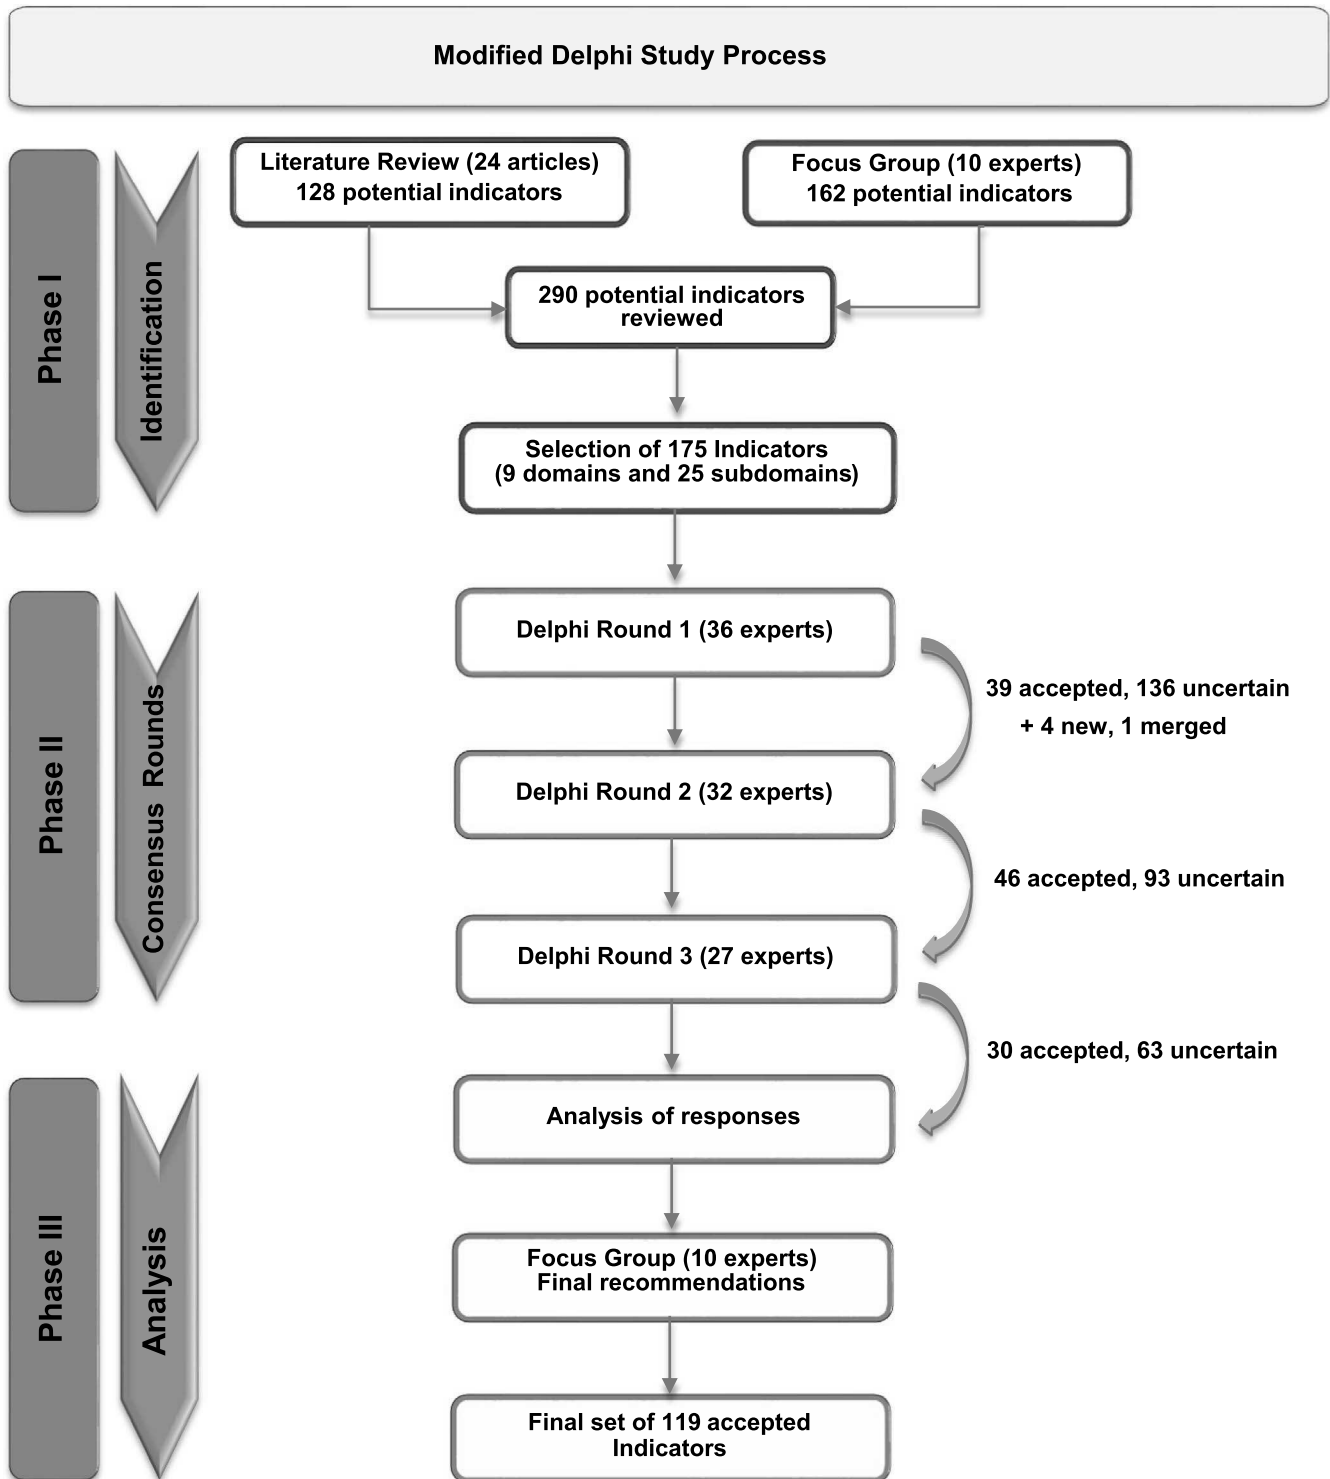 Modified Delphi Study Process
Literature Review (24 articles)
128 potential indicators
Focus Group (10 experts)
162 potential indicators
Phase I
Identification
290 potential indicators
reviewed
Selection of 175 Indicators
(9 domains and 25 subdomains)
Phase II
Consensus Rounds
Delphi Round 1 (36 experts)
39 accepted, 136 uncertain
+ 4 new, 1 merged
Delphi Round 2 (32 experts)
46 accepted, 93 uncertain
Delphi Round 3 (27 experts)
30 accepted, 63 uncertain
Phase III
Analysis
Analysis of responses
Focus Group (10 experts)
Final recommendations
Final set of 119 accepted
Indicators